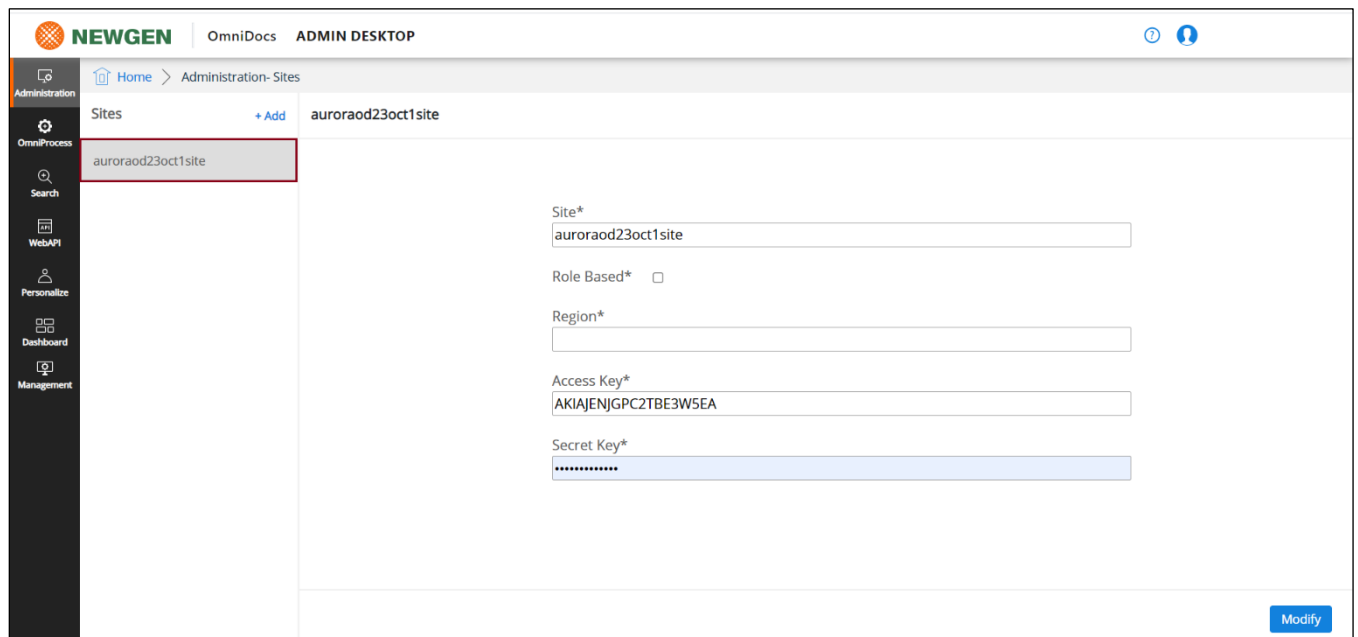 NEWGEN OmniDocs ADMIN DESKTOP
Administration
Home > Administration- Sites
Sites + Add
auroraod23oct1site
auroraod23oct1site
OmniProcess
Search
WebAPI
Personalize
Dashboard
Management
Site*
auroraod23oct1site
Role Based*
Region*
Access Key*
AKIAJENJGPC2TBE3W5EA
Secret Key*
•••••••••••••
Modify